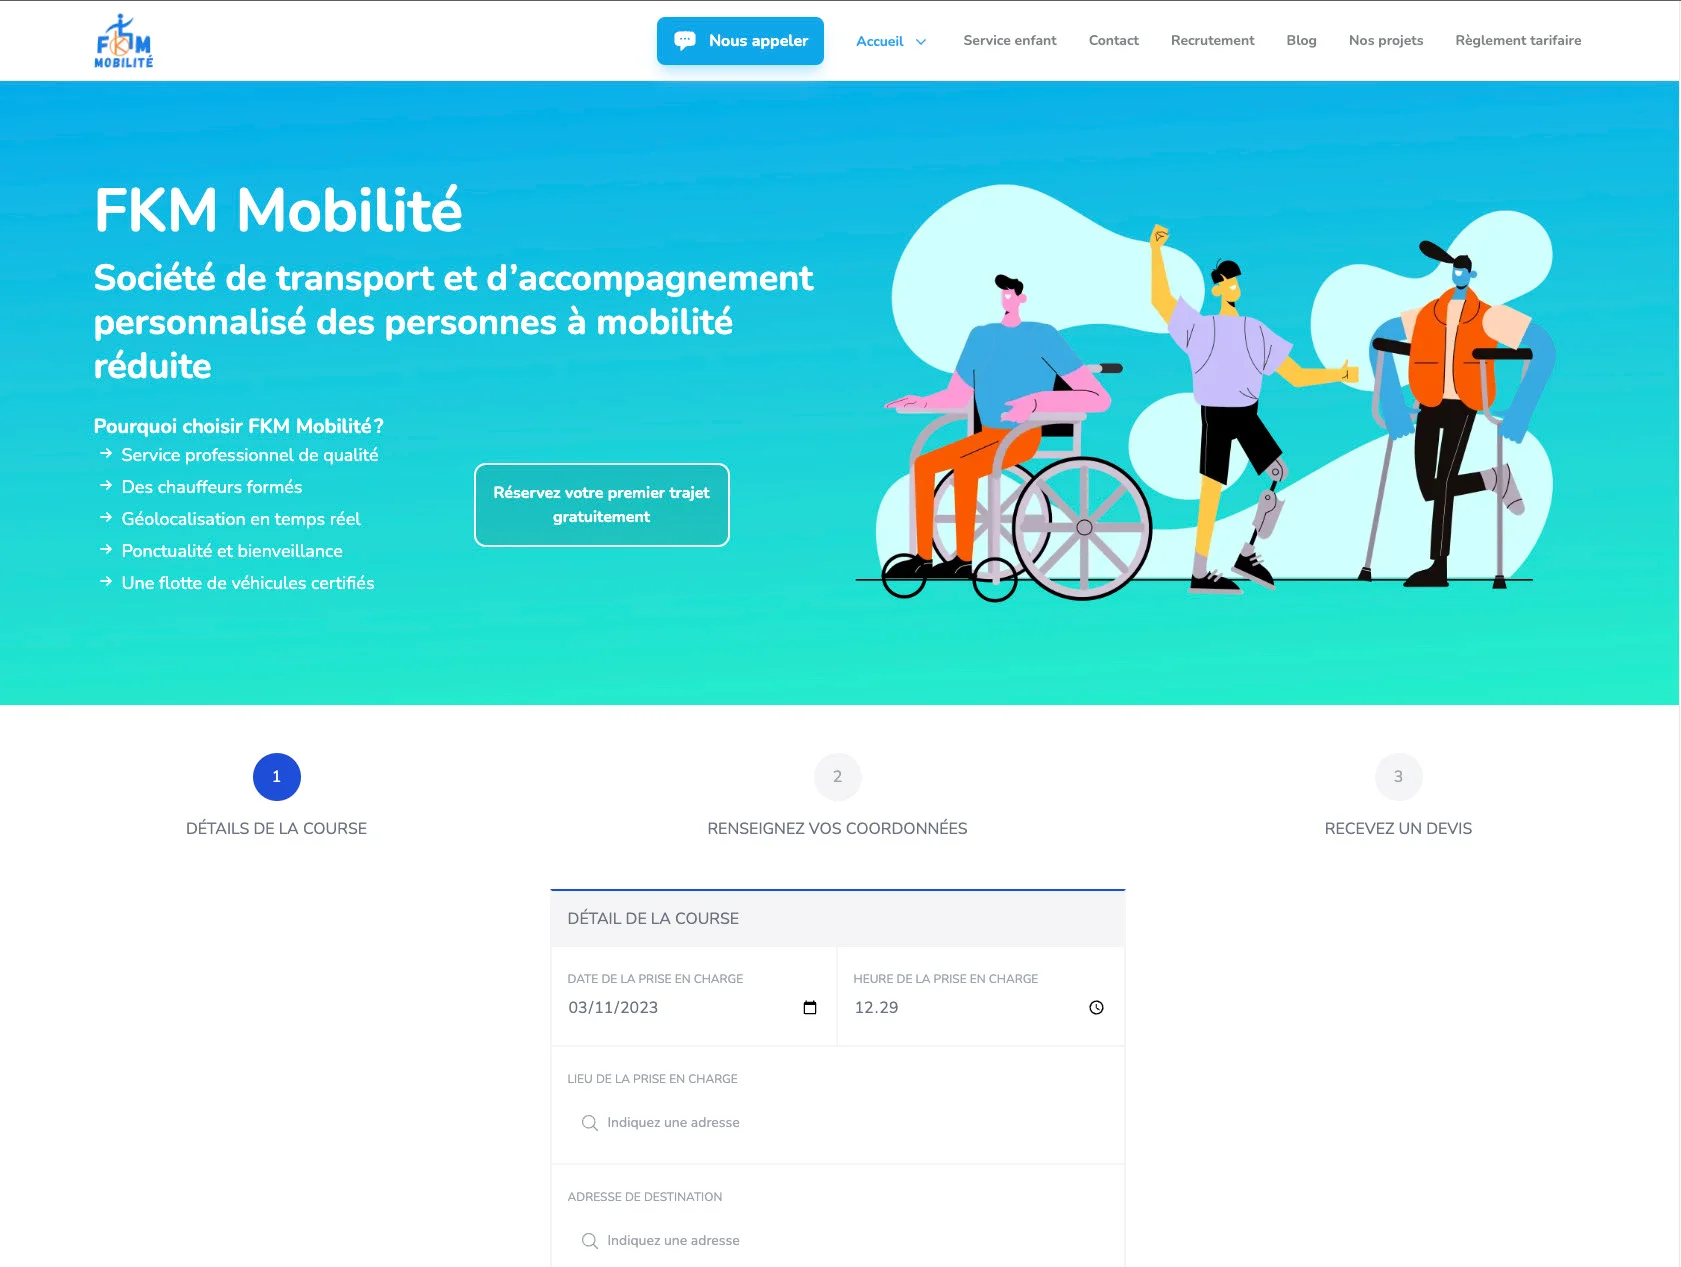 FKM
MOBILITÉ
Nous appeler
Accueil
Service enfant
Contact
Recrutement
Blog
Nos projets
Règlement tarifaire
FKM Mobilité
Société de transport et d’accompagnement
personnalisé des personnes à mobilité
réduite
Pourquoi choisir FKM Mobilité ?
→ Service professionnel de qualité
→ Des chauffeurs formés
→ Géolocalisation en temps réel
→ Ponctualité et bienveillance
→ Une flotte de véhicules certifiés
Réservez votre premier trajet
gratuitement
1
2
3
DÉTAILS DE LA COURSE
RENSEIGNEZ VOS COORDONNÉES
RECEVEZ UN DEVIS
DÉTAIL DE LA COURSE
DATE DE LA PRISE EN CHARGE
03/11/2023
HEURE DE LA PRISE EN CHARGE
12.29
LIEU DE LA PRISE EN CHARGE
Indiquez une adresse
ADRESSE DE DESTINATION
Indiquez une adresse